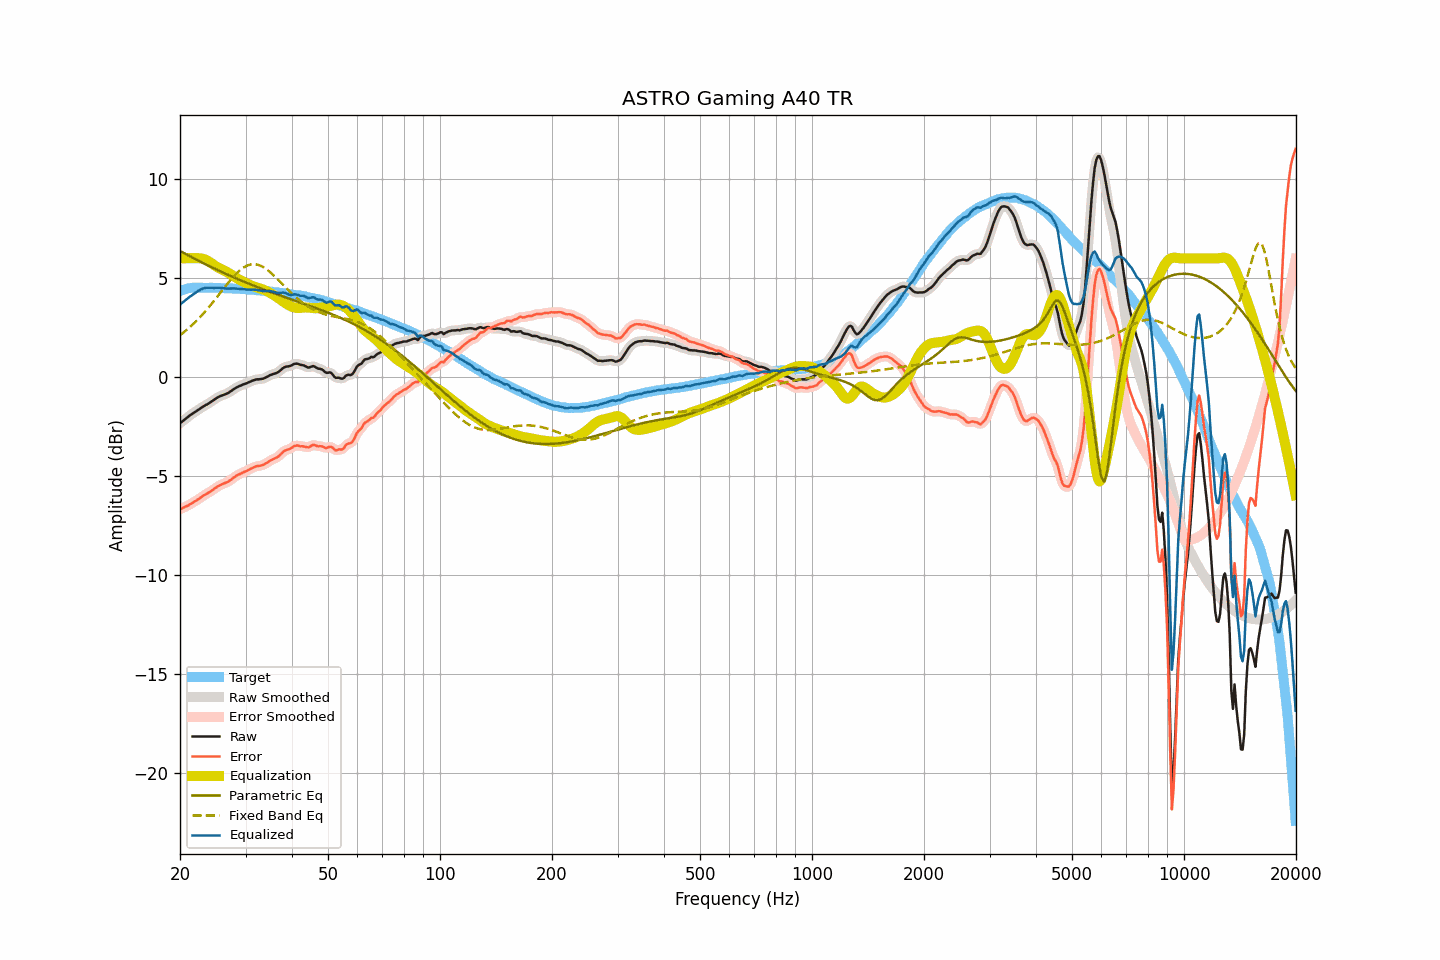 ASTRO Gaming A40 TR
Amplitude (dBr)
10
5
0
−5
−10
−15
−20
Target
Raw Smoothed
Error Smoothed
Raw
Error
Equalization
Parametric Eq
Fixed Band Eq
Equalized
20 50 100 200 500 1000 2000 5000 10000 20000
Frequency (Hz)